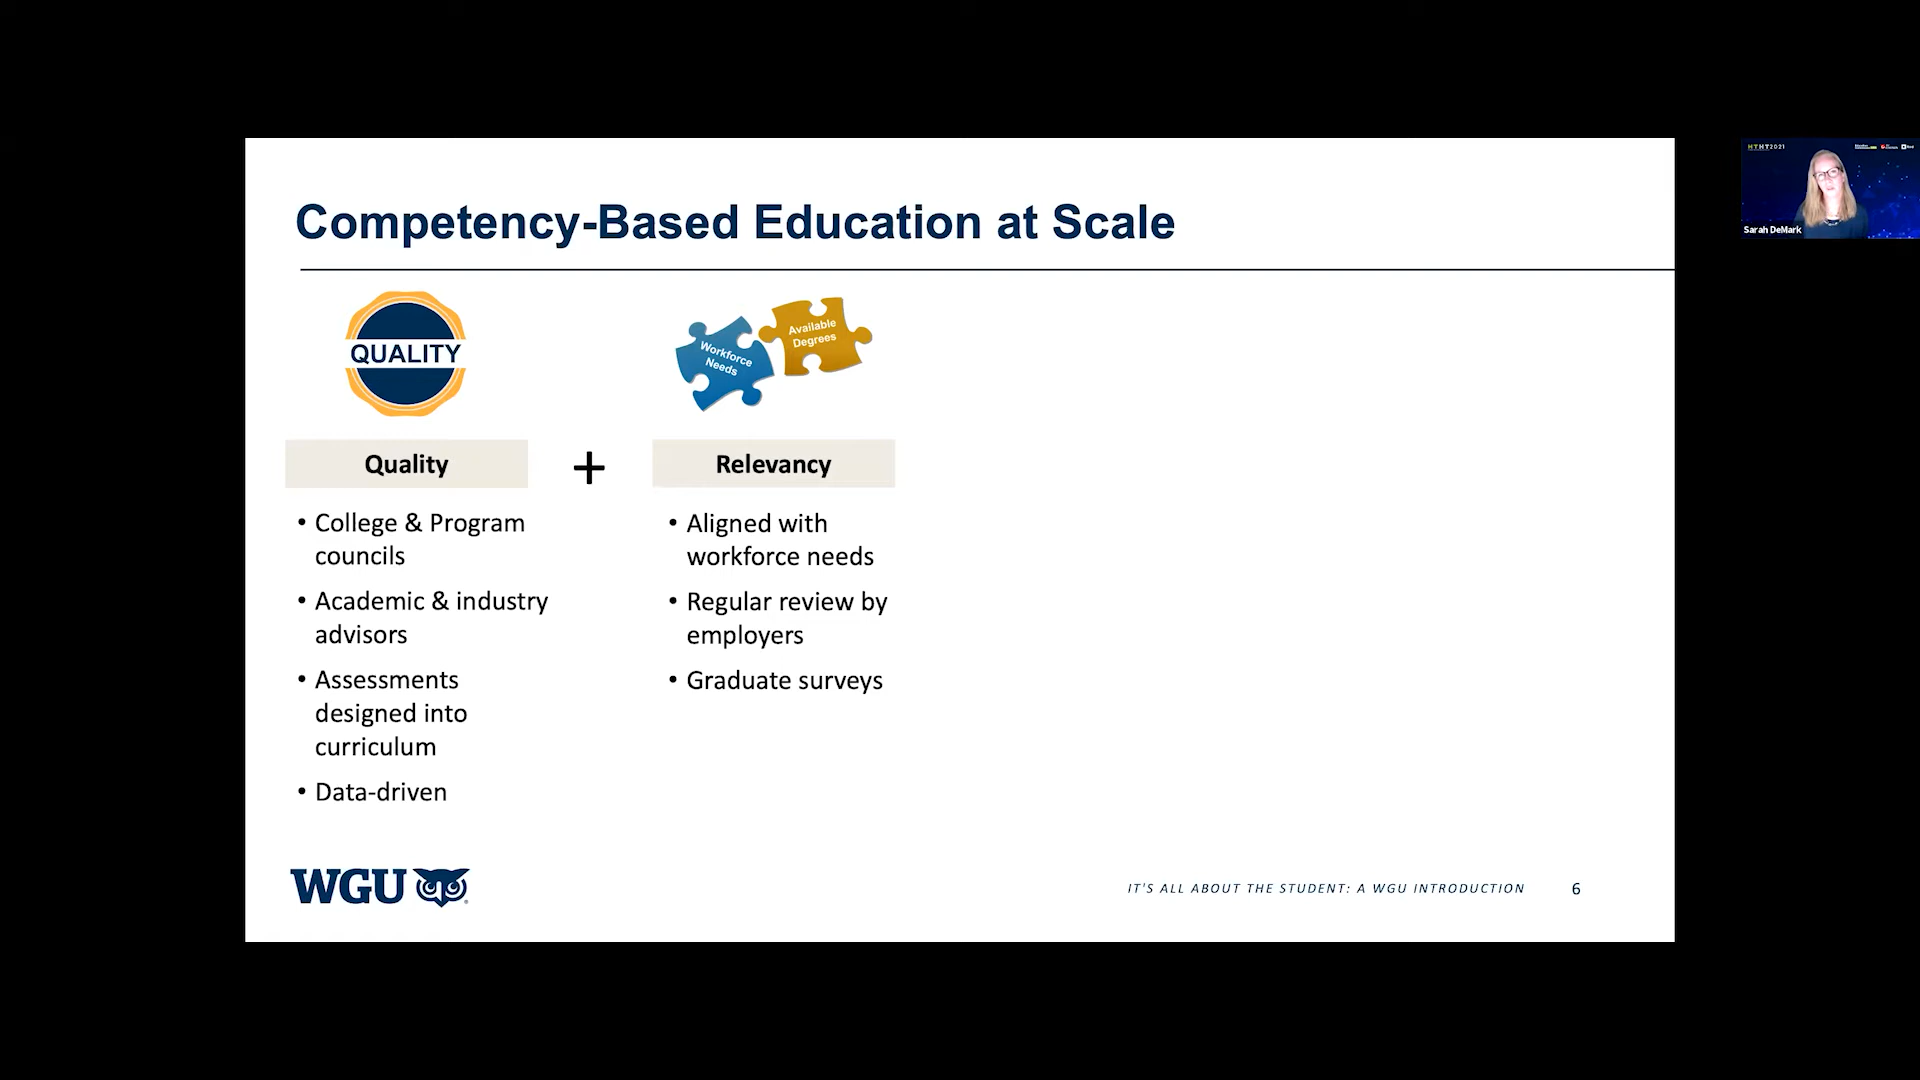 HTHT2021
Sarah DeMark
Competency-Based Education at Scale
QUALITY
Workforce
Needs
Available
Degrees
Quality
+
Relevancy
• College & Program
councils
• Academic & industry
advisors
• Assessments
designed into
curriculum
• Data-driven
• Aligned with
workforce needs
• Regular review by
employers
• Graduate surveys
WGU
IT'S ALL ABOUT THE STUDENT: A WGU INTRODUCTION
6